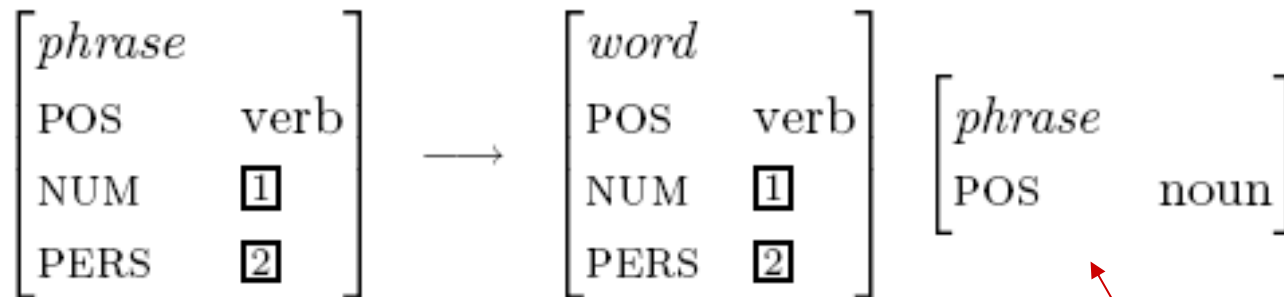 phrase
POS verb
NUM 1
PERS 2
⟶
word
POS verb
NUM 1
PERS 2
phrase
POS noun